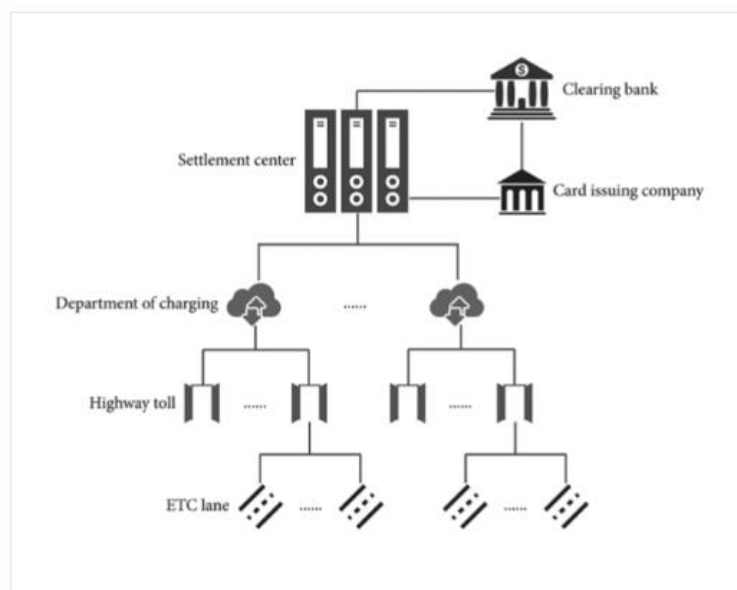 Clearing bank
Settlement center
Card issuing company
Department of charging
......
Highway toll
......
......
ETC lane
......
......